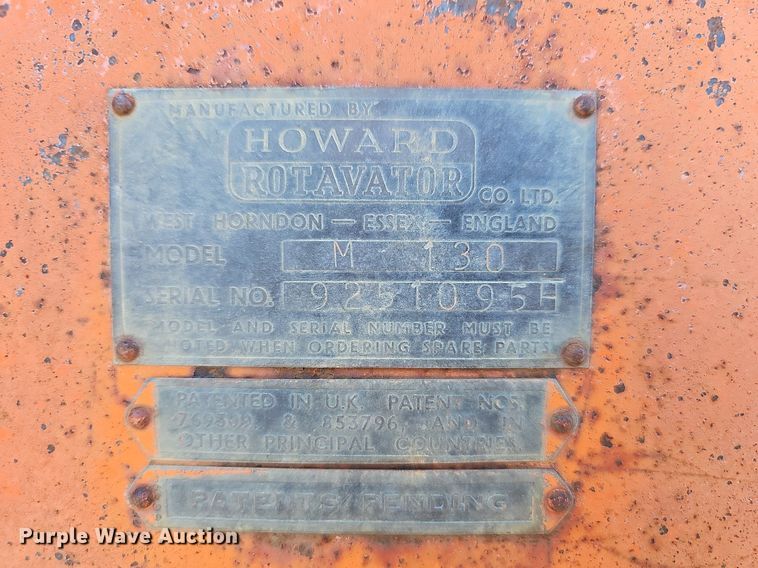 MANUFACTURED BY
HOWARD
ROTAVATOR CO. LTD.
WEST HORNDON — ESSEX — ENGLAND
MODEL M 130
SERIAL NO. 9251095
MODEL AND SERIAL NUMBER MUST BE
NOTED WHEN ORDERING SPARE PARTS
PATENTED IN U.K. PATENT NOS.
& 853796 AND IN
OTHER PRINCIPAL COUNTRIES
PATENTS PENDING
Purple Wave Auction